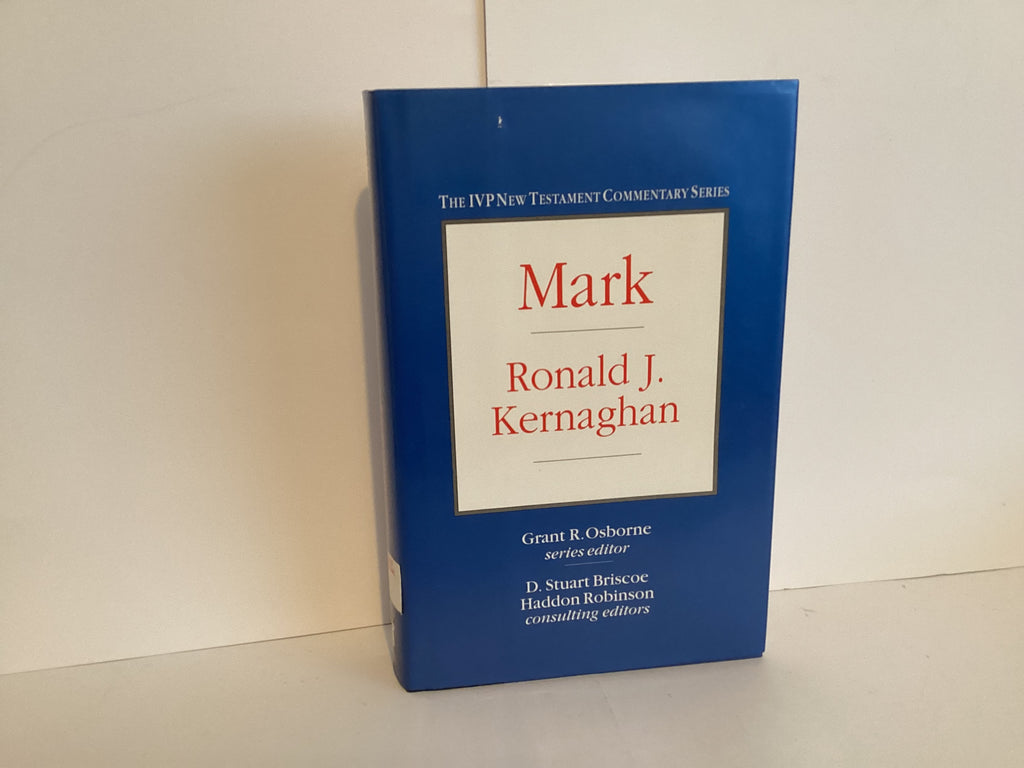 The IVP New Testament Commentary Series
Mark
Ronald J.
Kernaghan
Grant R. Osborne
series editor
D. Stuart Briscoe
Haddon Robinson
consulting editors